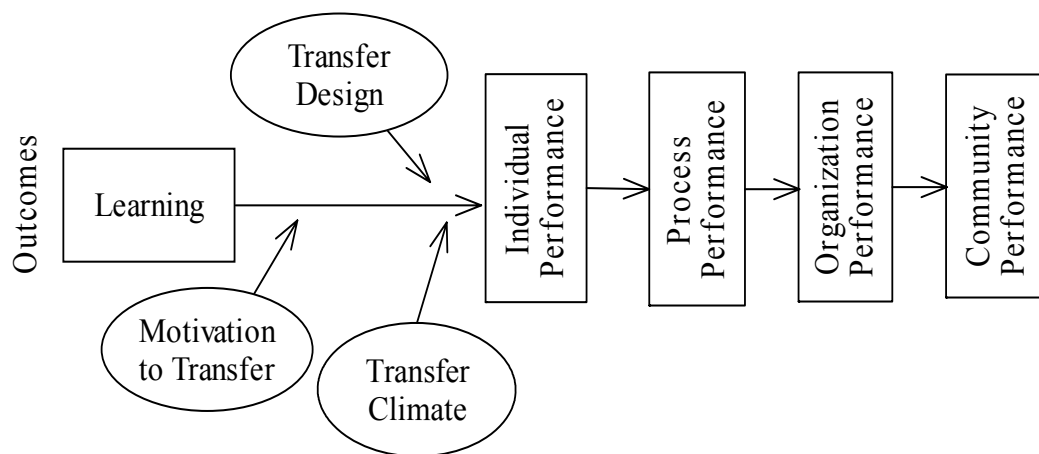 Outcomes
Learning
Transfer
Design
Motivation
to Transfer
Transfer
Climate
Individual
Performance
Process
Performance
Organization
Performance
Community
Performance